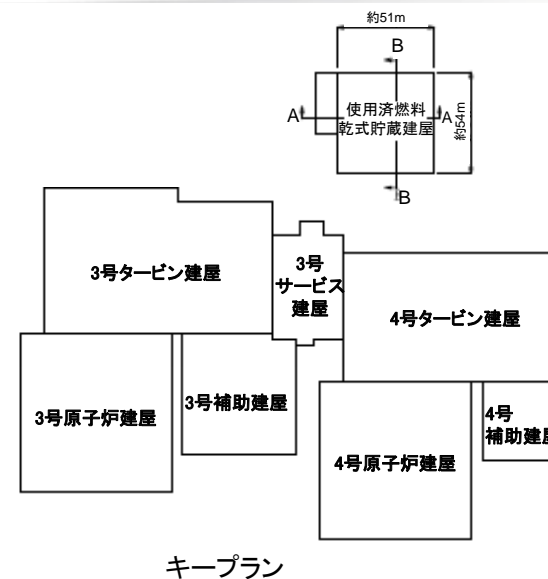 約51m
B
A
使用済燃料
乾式貯蔵建屋
A
約54m
B
3号タービン建屋
3号
サービス
建屋
4号タービン建屋
3号原子炉建屋
3号補助建屋
4号原子炉建屋
4号
補助建屋
キープラン